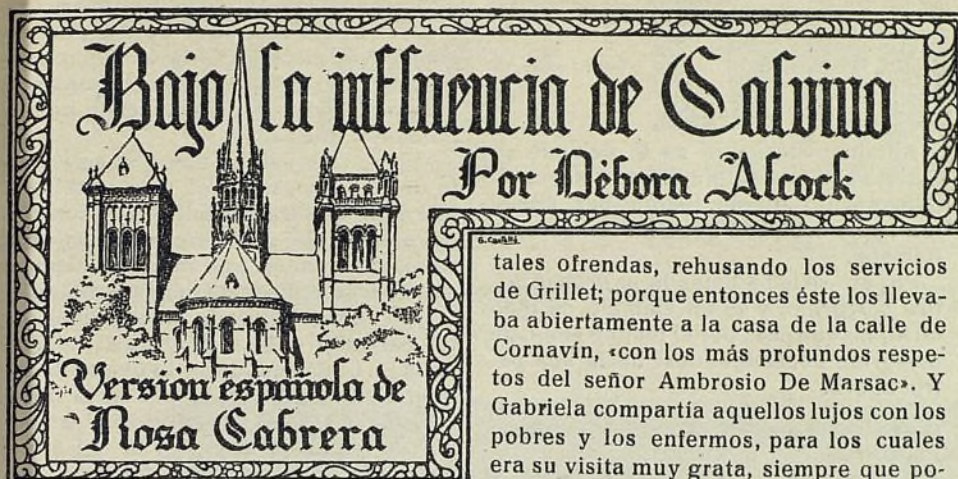 Bajo la influencia de Calvino
Por Débora Alcock
Versión española de
Rosa Cabrera
tales ofrendas, rehusando los servicios
de Grillet; porque entonces éste los lleva-
ba abiertamente a la casa de la calle de
Cornavín, «con los más profundos respe-
tos del señor Ambrosio De Marsac». Y
Gabriela compartía aquellos lujos con los
pobres y los enfermos, para los cuales
era su visita muy grata, siempre que po-